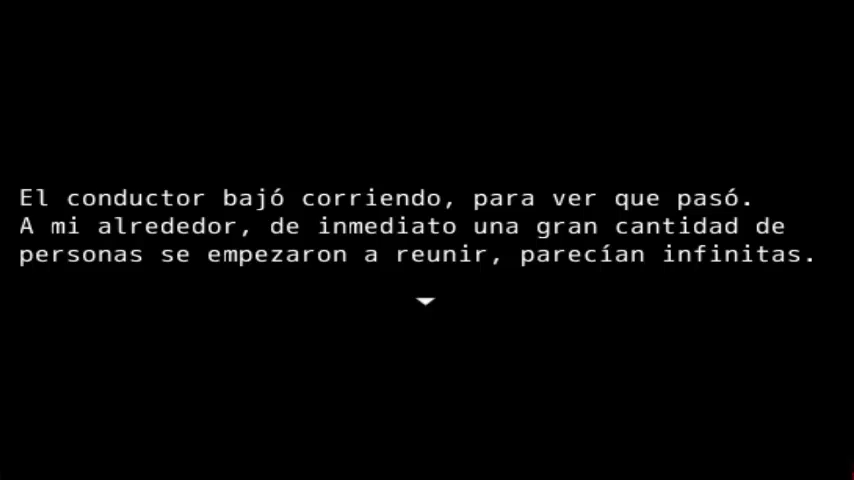 El conductor bajó corriendo, para ver que pasó.
A mi alrededor, de inmediato una gran cantidad de
personas se empezaron a reunir, parecían infinitas.